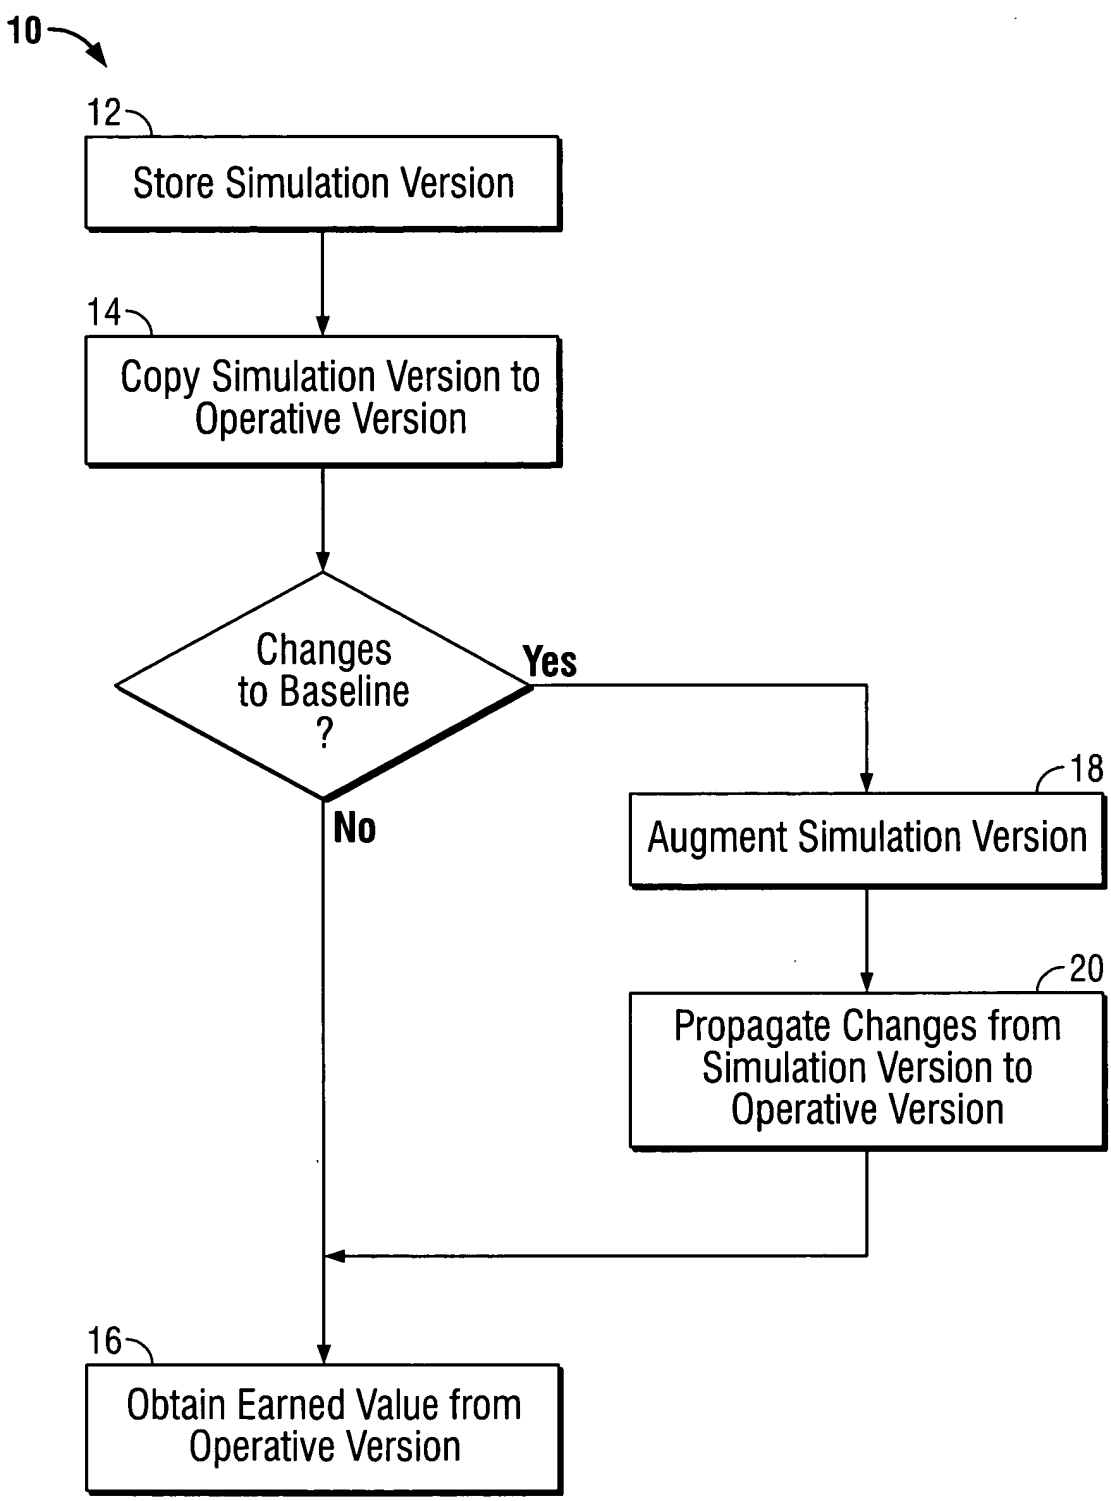 10
12
Store Simulation Version
14
Copy Simulation Version to
Operative Version
Changes
to Baseline
?
Yes
No
18
Augment Simulation Version
20
Propagate Changes from
Simulation Version to
Operative Version
16
Obtain Earned Value from
Operative Version